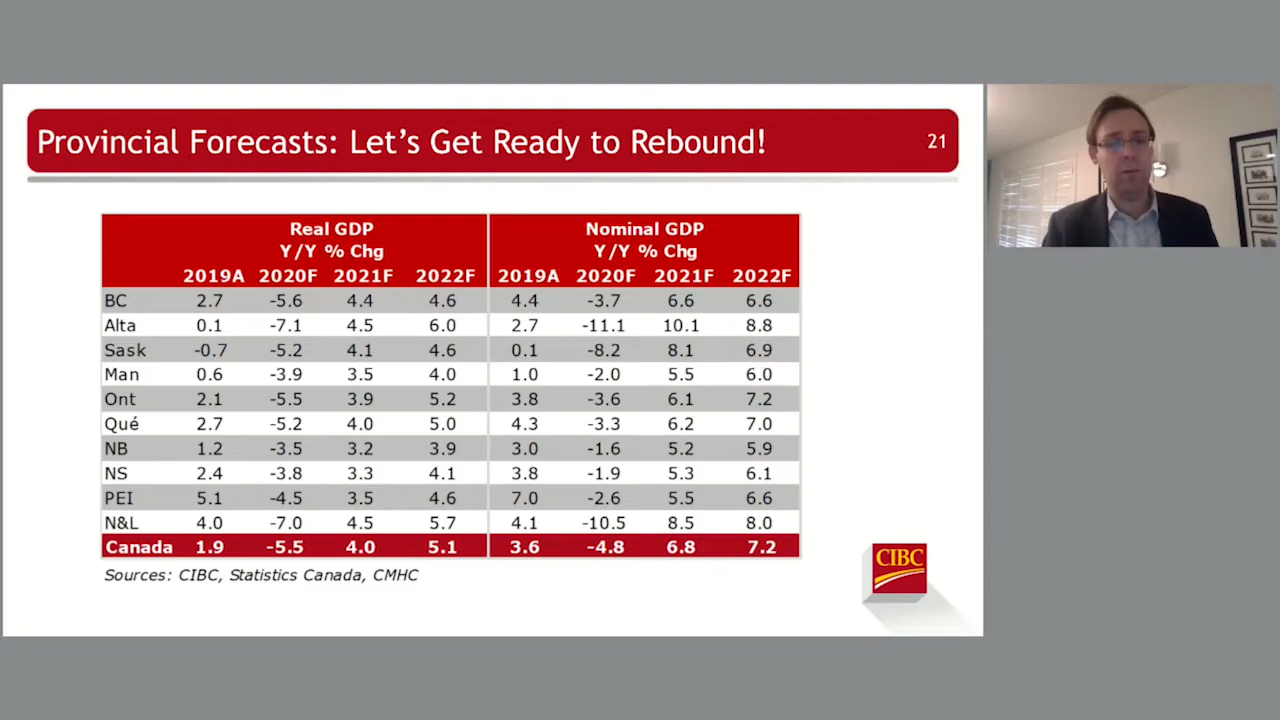 Provincial Forecasts: Let's Get Ready to Rebound! 21
Real GDP Nominal GDP
Y/Y % Chg Y/Y % Chg
2019A 2020F 2021F 2022F 2019A 2020F 2021F 2022F
BC 2.7 -5.6 4.4 4.6 4.4 -3.7 6.6 6.6
Alta 0.1 -7.1 4.5 6.0 2.7 -11.1 10.1 8.8
Sask -0.7 -5.2 4.1 4.6 0.1 -8.2 8.1 6.9
Man 0.6 -3.9 3.5 4.0 1.0 -2.0 5.5 6.0
Ont 2.1 -5.5 3.9 5.2 3.8 -3.6 6.1 7.2
Qué 2.7 -5.2 4.0 5.0 4.3 -3.3 6.2 7.0
NB 1.2 -3.5 3.2 3.9 3.0 -1.6 5.2 5.9
NS 2.4 -3.8 3.3 4.1 3.8 -1.9 5.3 6.1
PEI 5.1 -4.5 3.5 4.6 7.0 -2.6 5.5 6.6
N&L 4.0 -7.0 4.5 5.7 4.1 -10.5 8.5 8.0
Canada 1.9 -5.5 4.0 5.1 3.6 -4.8 6.8 7.2
Sources: CIBC, Statistics Canada, CMHC
CIBC